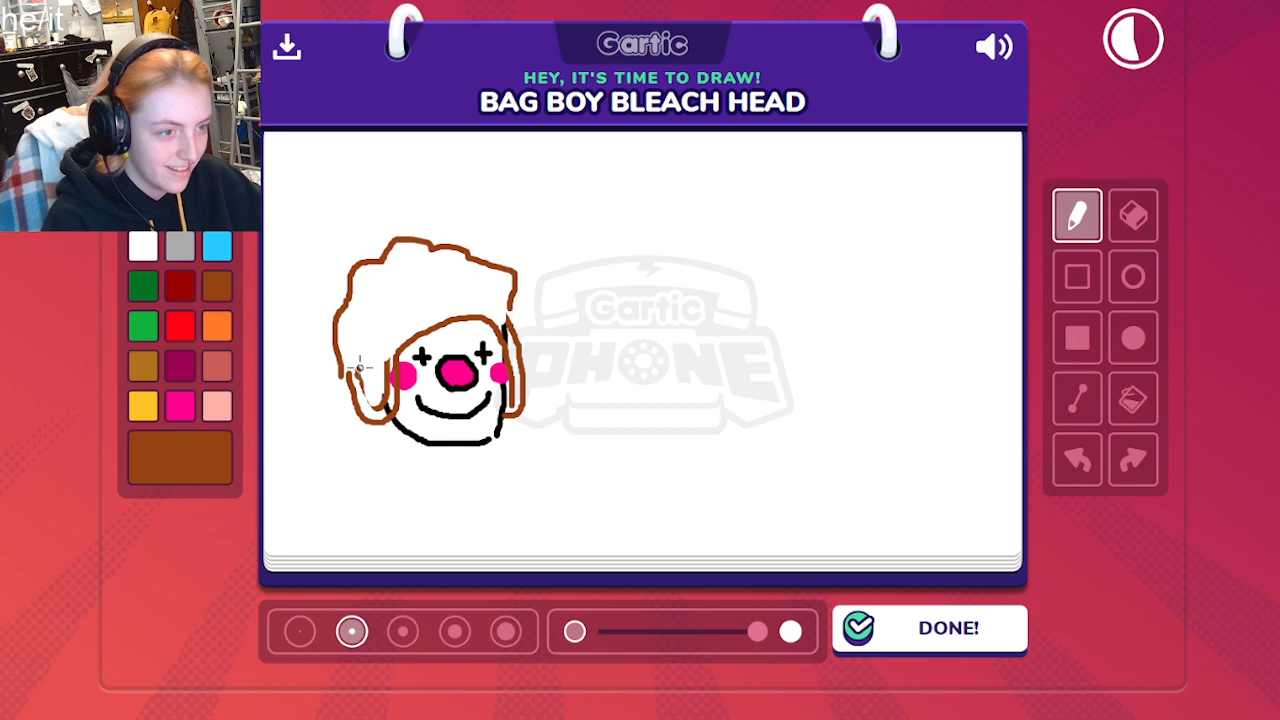 he/it
Gartic
HEY, IT'S TIME TO DRAW!
BAG BOY BLEACH HEAD
Gartic
PHONE
DONE!